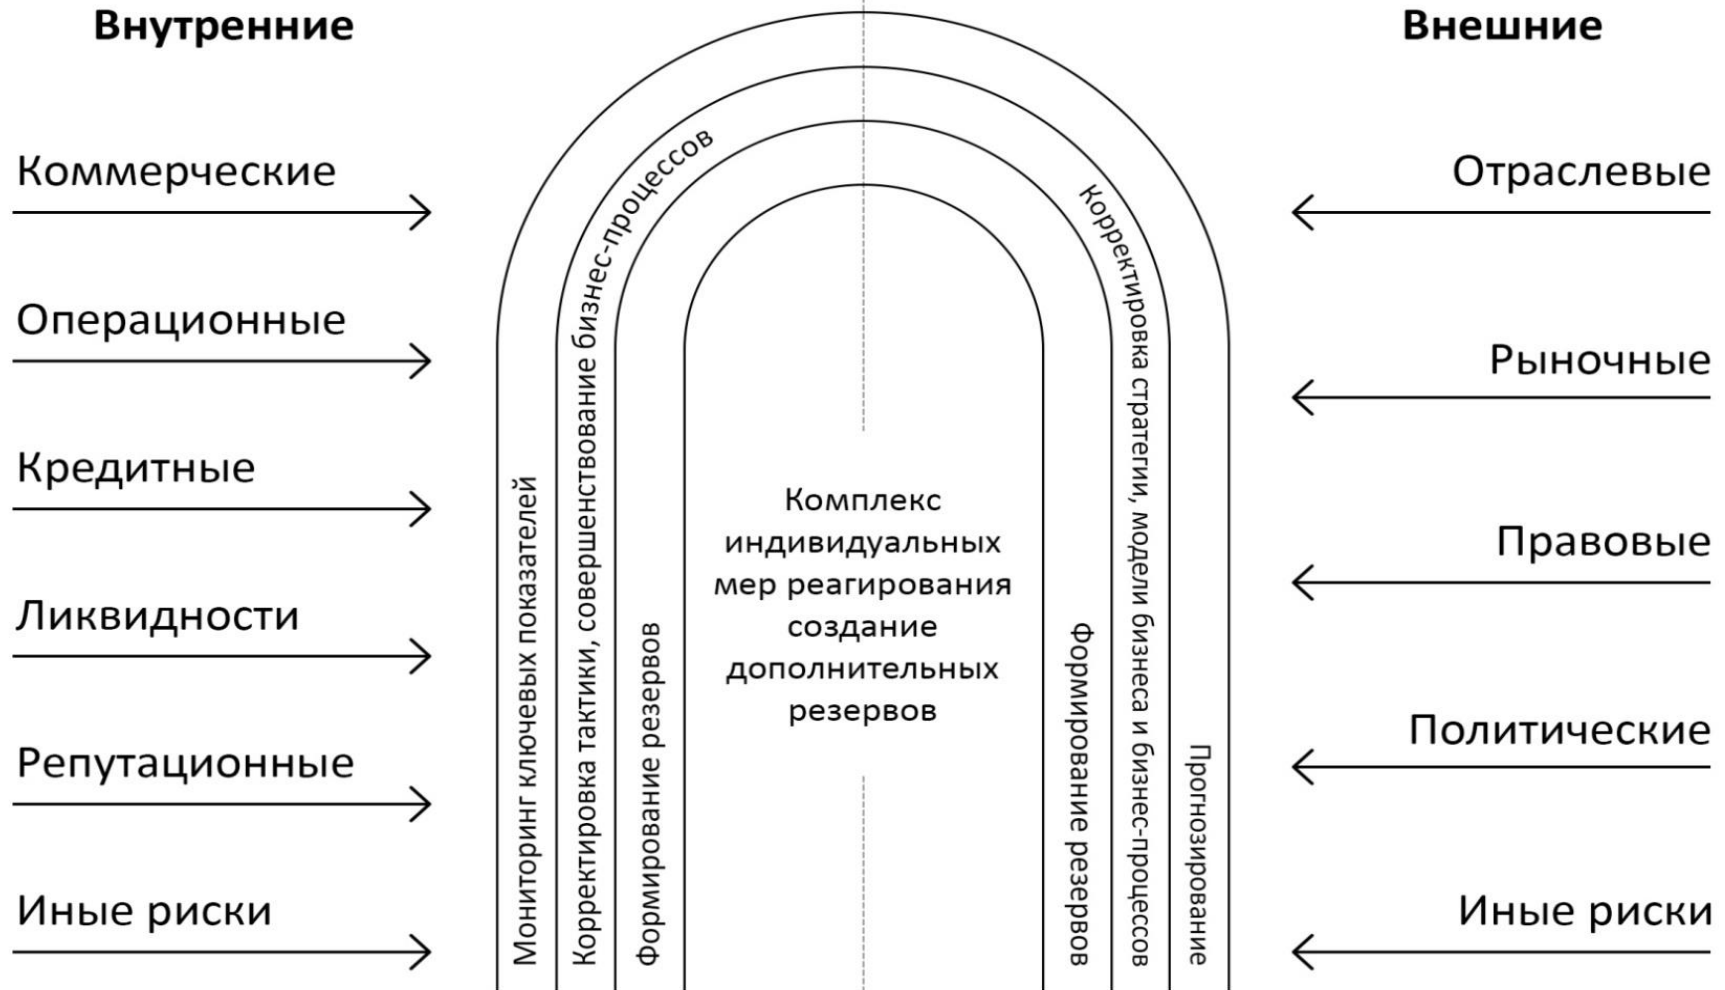 Внутренние
Коммерческие
Операционные
Кредитные
Ликвидности
Репутационные
Иные риски
Мониторинг ключевых показателей
Корректировка тактики, совершенствование бизнес-процессов
Формирование резервов
Комплекс
индивидуальных
мер реагирования
создание
дополнительных
резервов
Формирование резервов
Корректировка стратегии, модели бизнеса и бизнес-процессов
Прогнозирование
Внешние
Отраслевые
Рыночные
Правовые
Политические
Иные риски